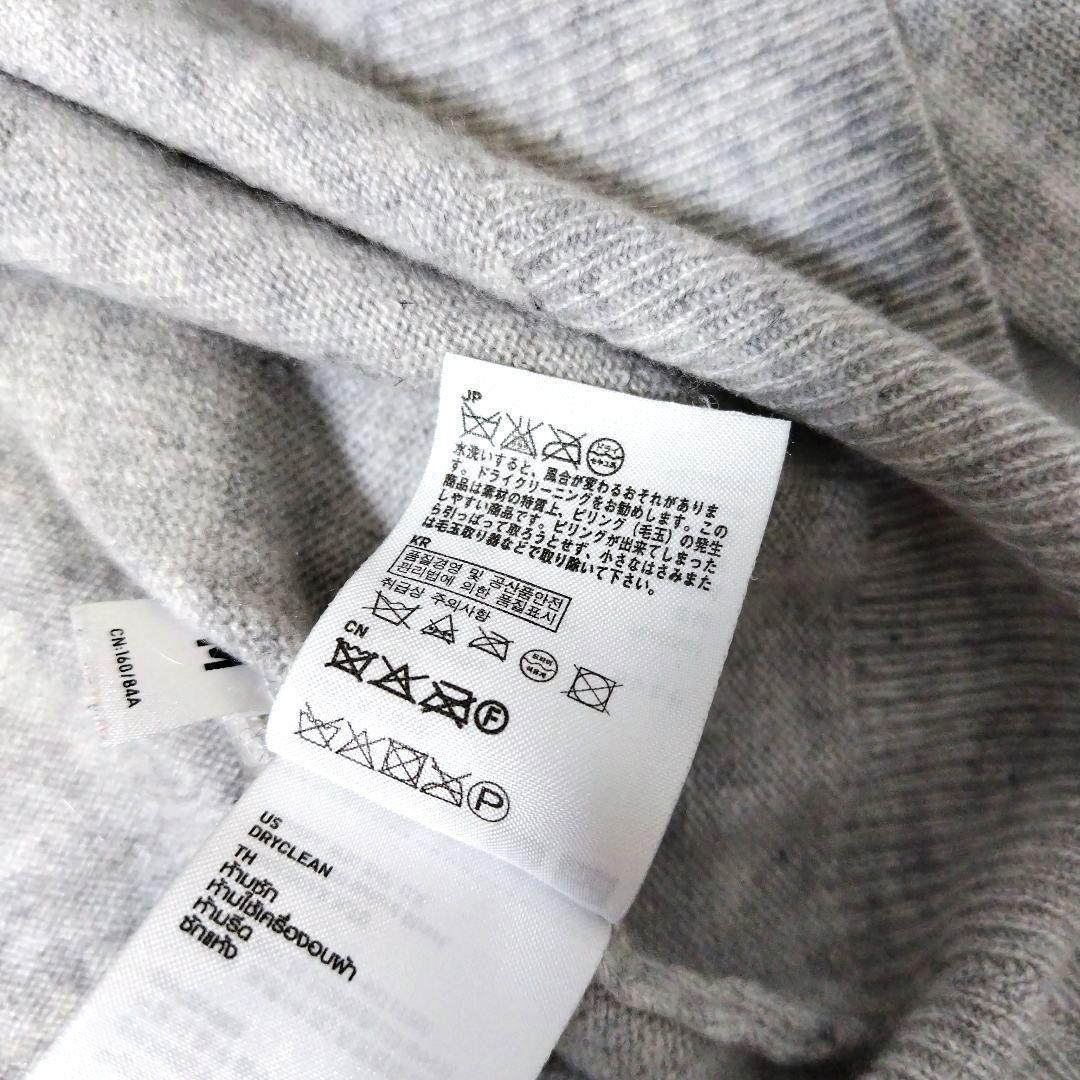 JP
水洗いすると、風合が変わるおそれがありま
す。ドライクリーニングをお勧めします。この
商品は素材の特質上、ピリング（毛玉）の発生
しやすい商品です。ピリングが出来てしまった
ら引っぱって取ろうとせず、小さなはさみまた
は毛玉取り器などで取り除いて下さい。
KR
품질경영 및 공산품안전
관리법에 의한 품질표시
취급상 주의사항
CN
F
P
US
DRYCLEAN
TH
ห้ามซัก
ห้ามใช้เครื่องอบผ้า
ห้ามรีด
ซักแห้ง
M
CN:160/84A